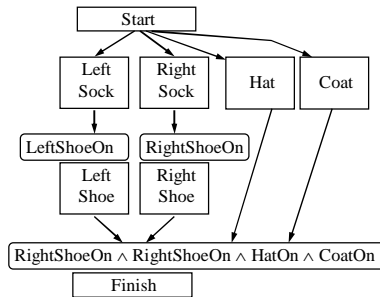 Start
Left
Sock
Right
Sock
Hat
Coat
LeftShoeOn
RightShoeOn
Left
Shoe
Right
Shoe
RightShoeOn ∧ RightShoeOn ∧ HatOn ∧ CoatOn
Finish